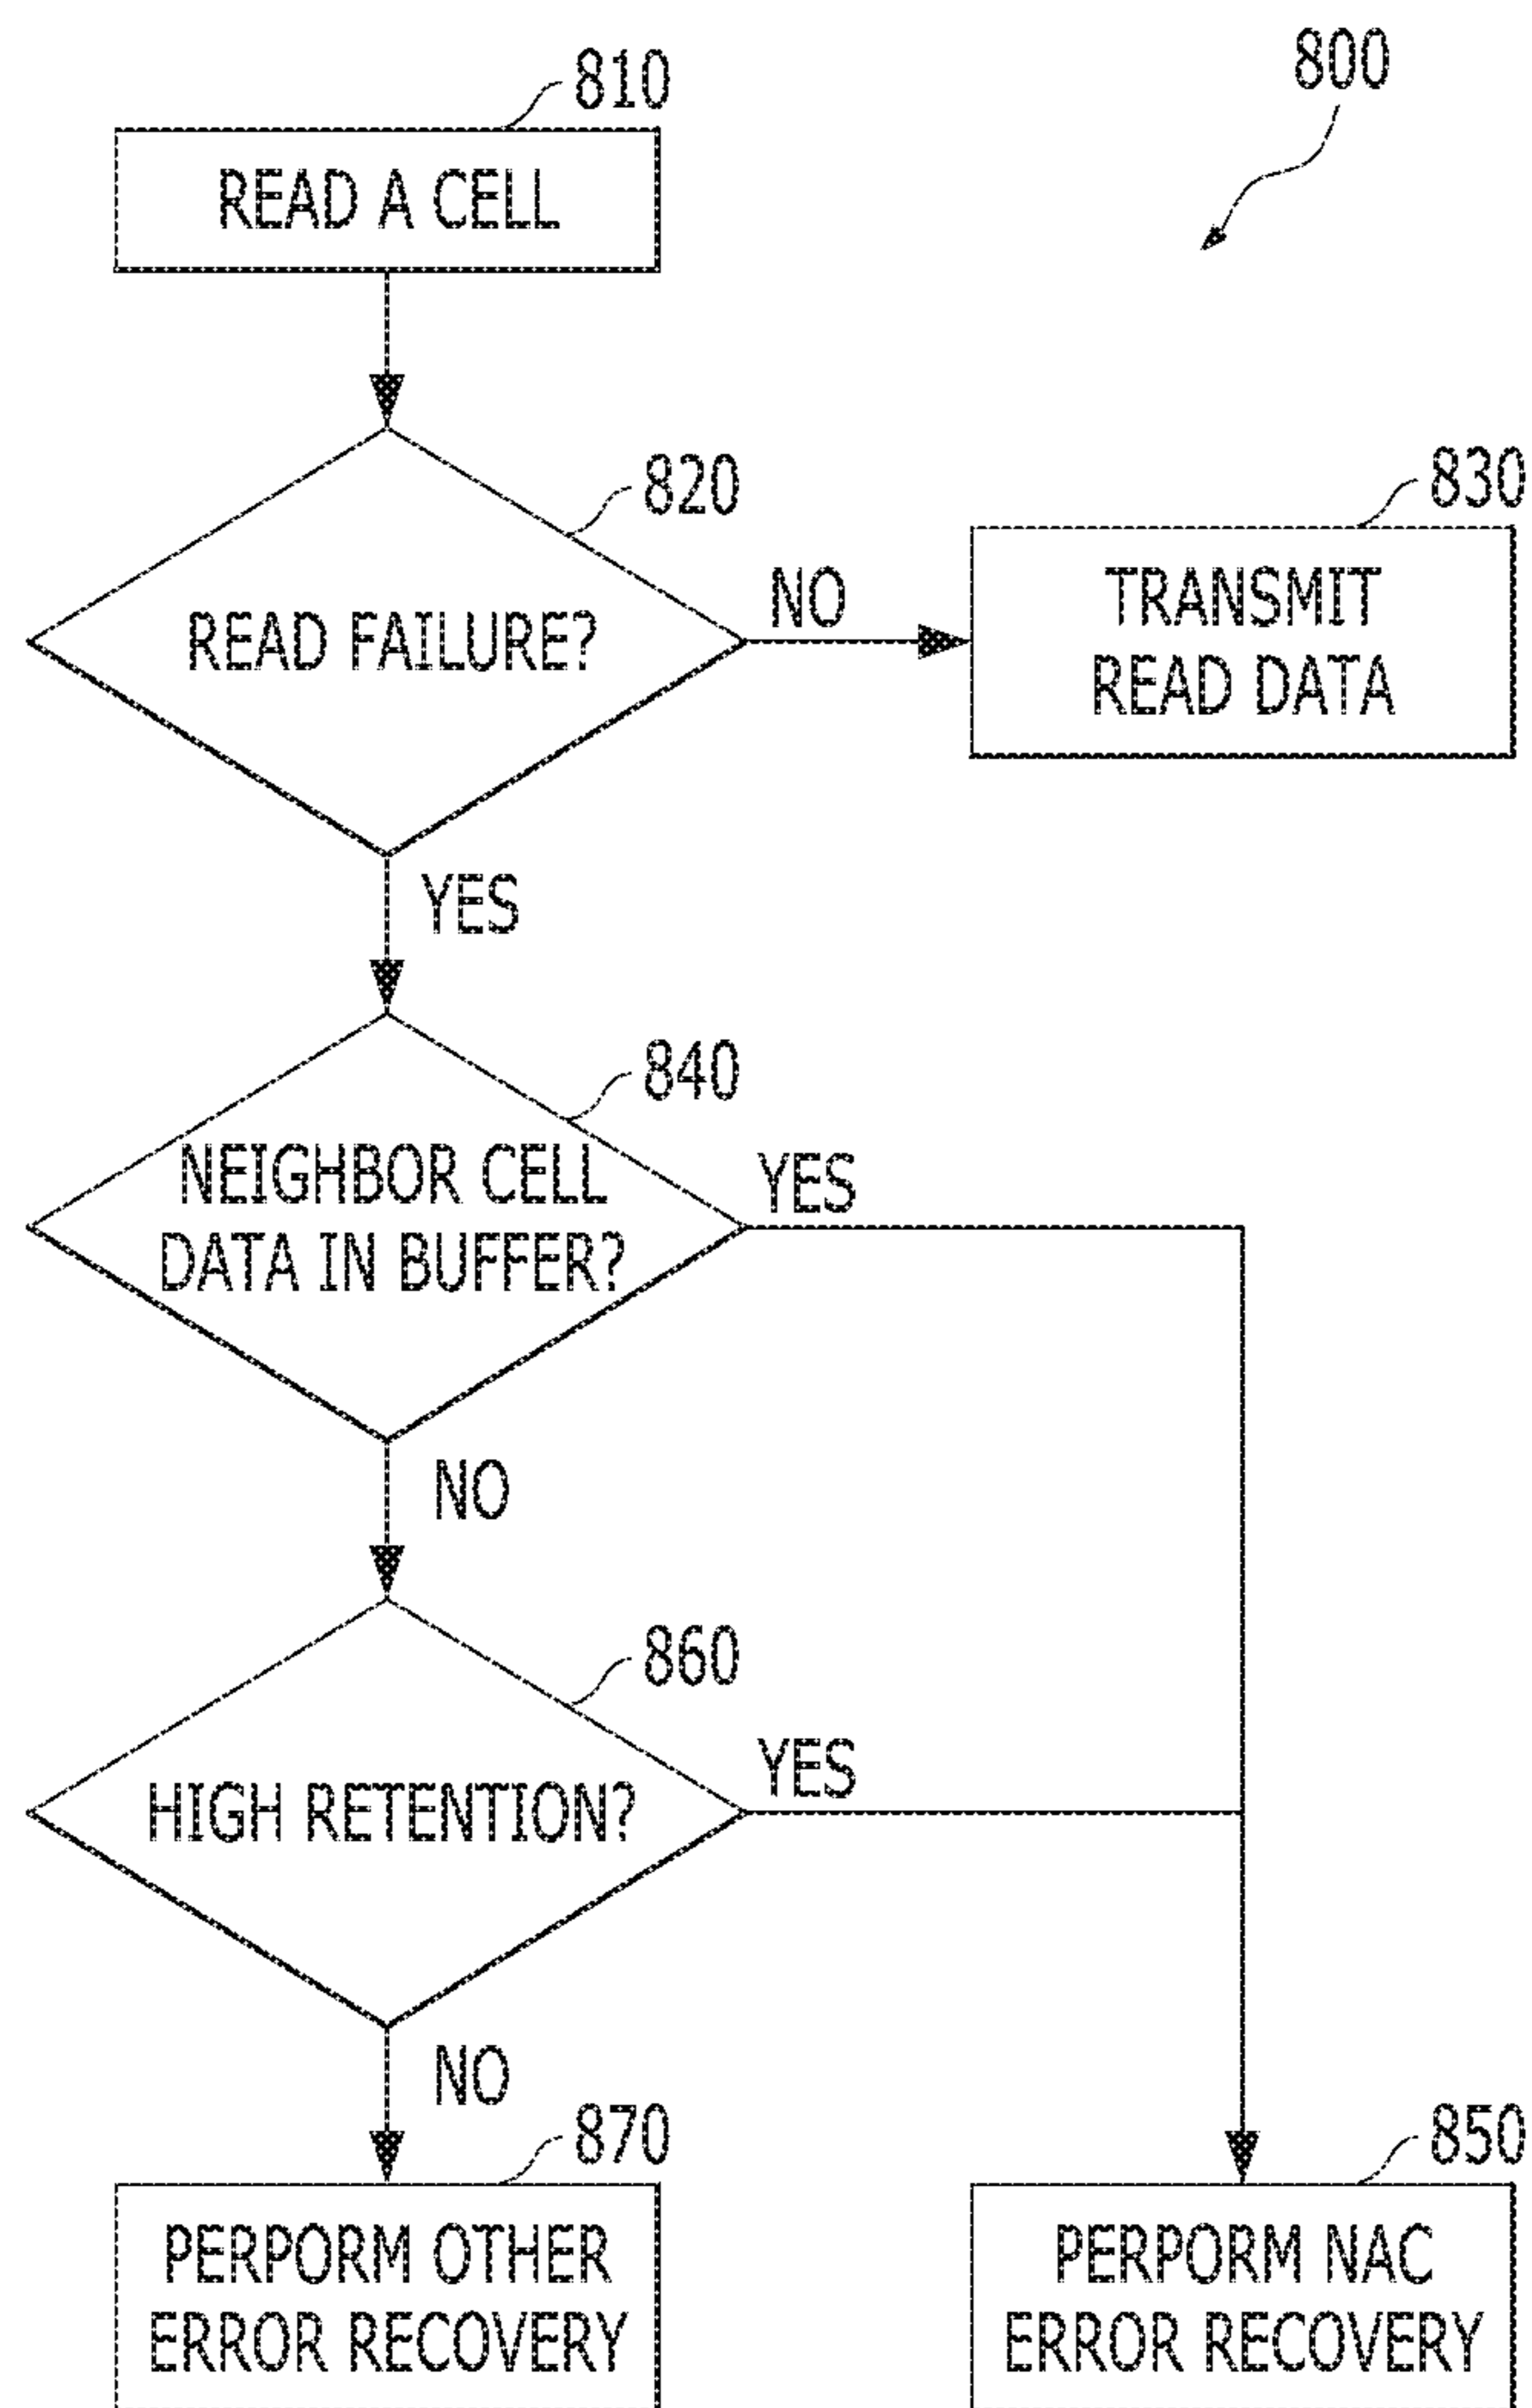 800
810
READ A CELL
820
READ FAILURE?
NO
830
TRANSMIT
READ DATA
YES
840
NEIGHBOR CELL
DATA IN BUFFER?
YES
NO
860
HIGH RETENTION?
YES
NO
870
PERPORM OTHER
ERROR RECOVERY
850
PERPORM NAC
ERROR RECOVERY